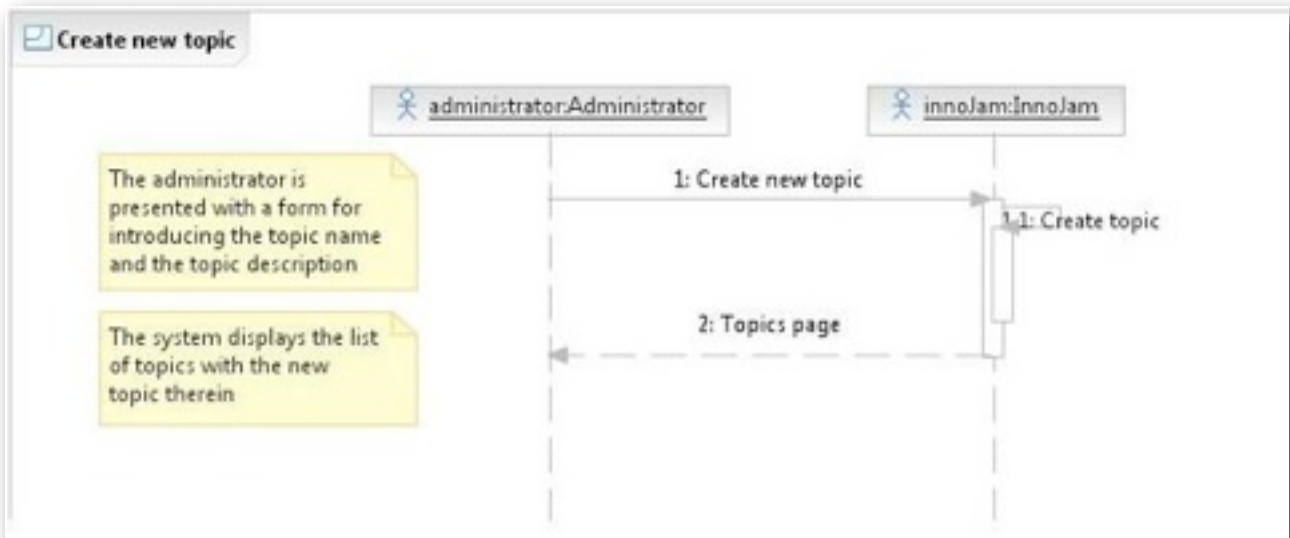 Create new topic
administrator:Administrator
innoJam:InnoJam
The administrator is
presented with a form for
introducing the topic name
and the topic description
1: Create new topic
1.1: Create topic
The system displays the list
of topics with the new
topic therein
2: Topics page